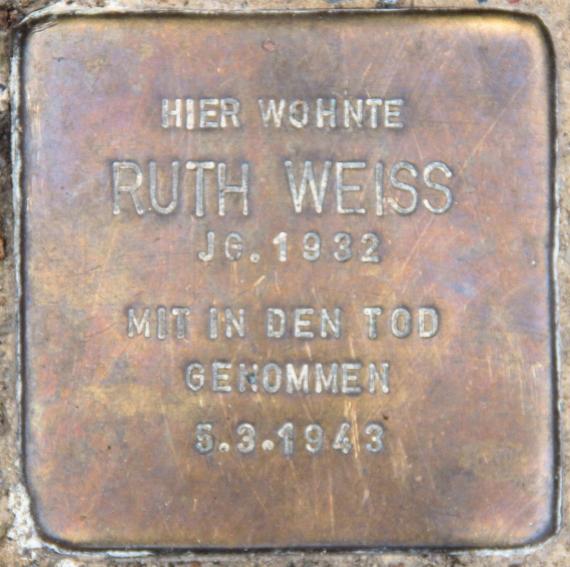 HIER WOHNTE
RUTH WEISS
JG. 1932
MIT IN DEN TOD
GENOMMEN
5.3.1943